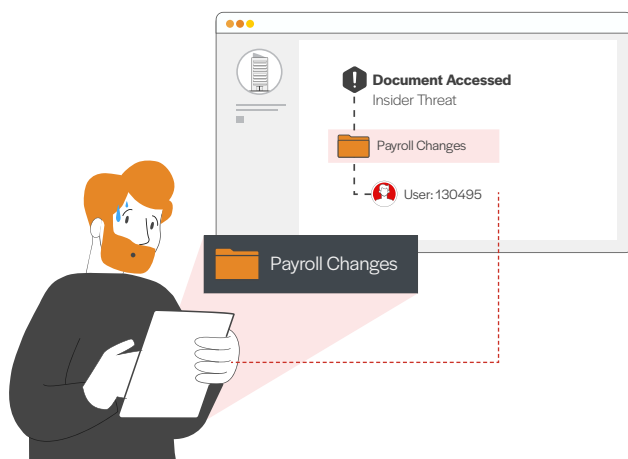 Document Accessed
Insider Threat
Payroll Changes
User: 130495
Payroll Changes